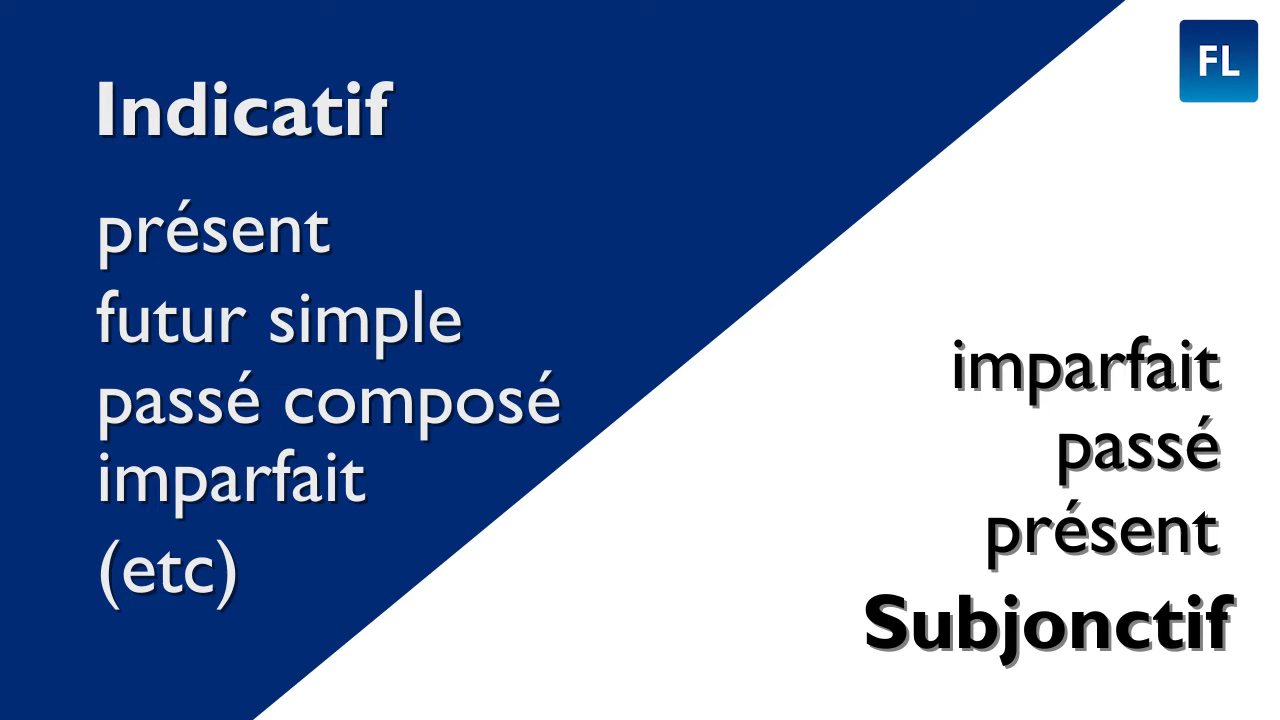 FL
Indicatif
présent
futur simple
passé composé
imparfait
(etc)
imparfait
passé
présent
Subjonctif